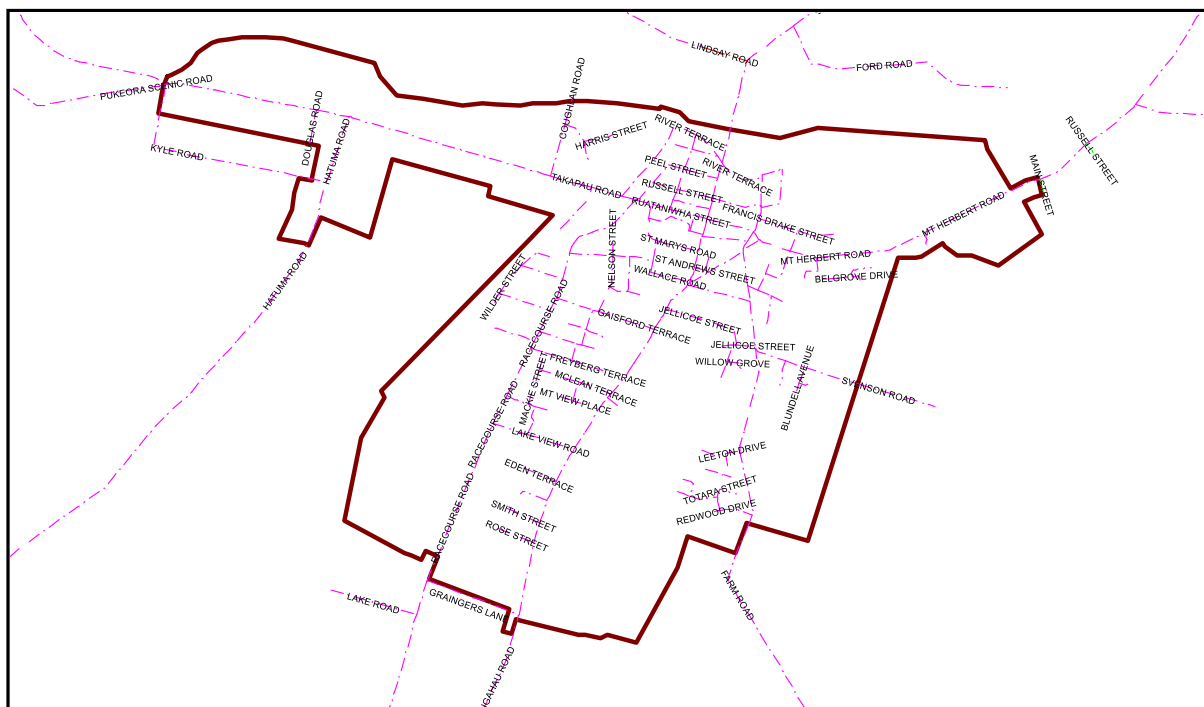 LINDSAY ROAD
FORD ROAD
PUKEORA SCENIC ROAD
COUGHLAN ROAD
DOUGLAS ROAD
HATUMA ROAD
KYLE ROAD
HARRIS STREET
RIVER TERRACE
RUSSELL STREET
MAIN STREET
PEEL STREET
RIVER TERRACE
TAKAPAU ROAD
RUSSELL STREET
RUATANIWHA STREET
FRANCIS DRAKE STREET
MT HERBERT ROAD
NELSON STREET
ST MARYS ROAD
ST ANDREWS STREET
WALLACE ROAD
MT HERBERT ROAD
BELGROVE DRIVE
HATUMA ROAD
WILDER STREET
RACECOURSE ROAD
GAISFORD TERRACE
JELLICOE STREET
JELLICOE STREET
WILLOW GROVE
BLUNDELL AVENUE
SVENSON ROAD
FREYBERG TERRACE
MCLEAN TERRACE
MT VIEW PLACE
MACKIE STREET
RACECOURSE ROAD
LAKE VIEW ROAD
EDEN TERRACE
LEETON DRIVE
TOTARA STREET
REDWOOD DRIVE
SMITH STREET
ROSE STREET
RACECOURSE ROAD
LAKE ROAD
GRAINGERS LANE
FARM ROAD
IGAHAU ROAD